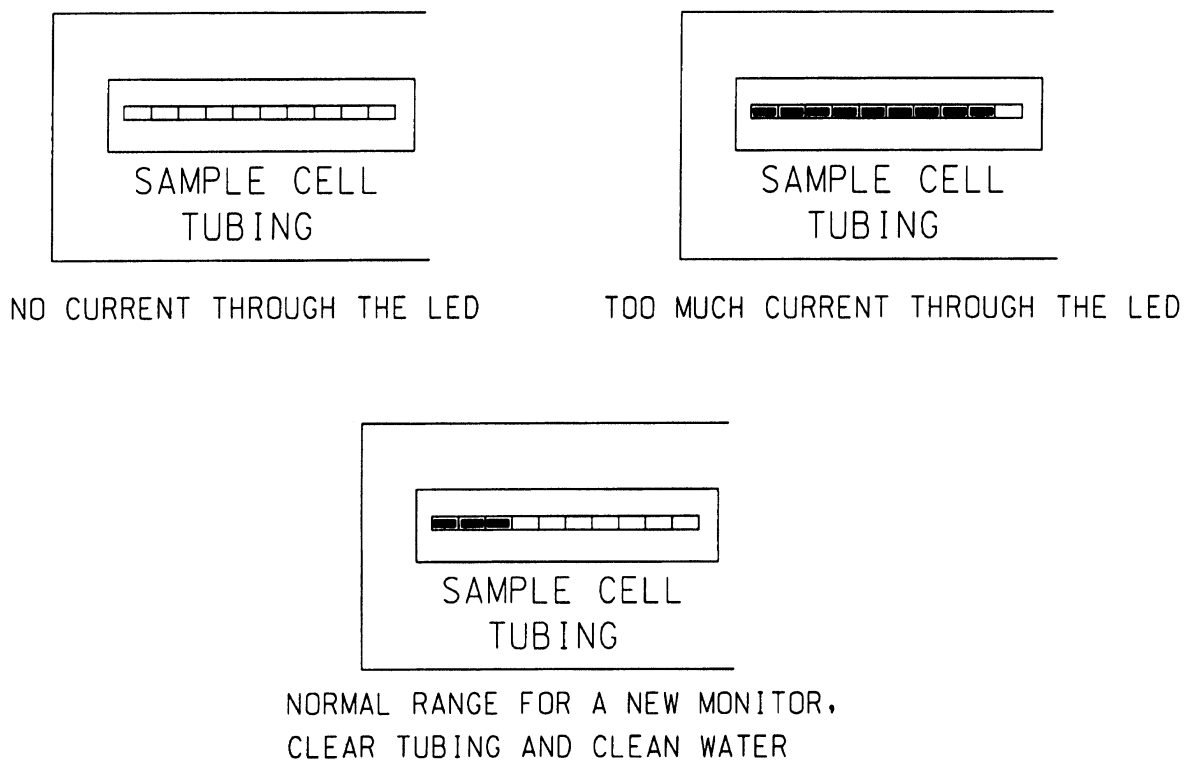 SAMPLE CELL
TUBING
NO CURRENT THROUGH THE LED
SAMPLE CELL
TUBING
TOO MUCH CURRENT THROUGH THE LED
SAMPLE CELL
TUBING
NORMAL RANGE FOR A NEW MONITOR,
CLEAR TUBING AND CLEAN WATER